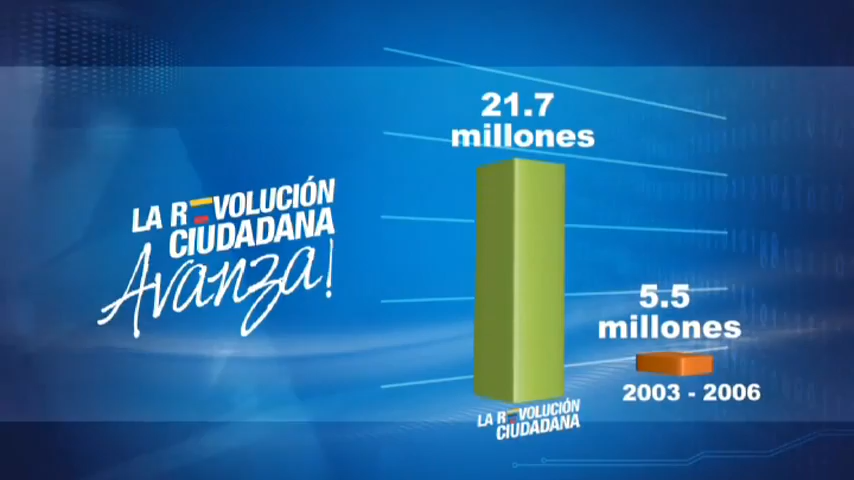 LA REVOLUCIÓN
CIUDADANA
Avanza!
21.7
millones
5.5
millones
2003 - 2006
LA REVOLUCIÓN
CIUDADANA